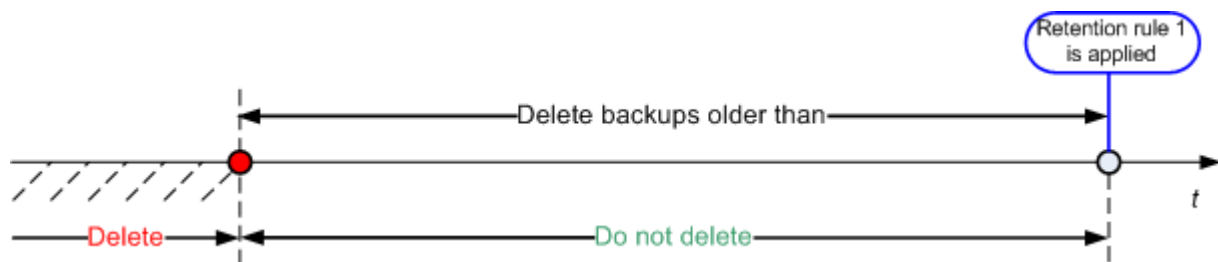 Retention rule 1
is applied
Delete backups older than
t
Delete
Do not delete